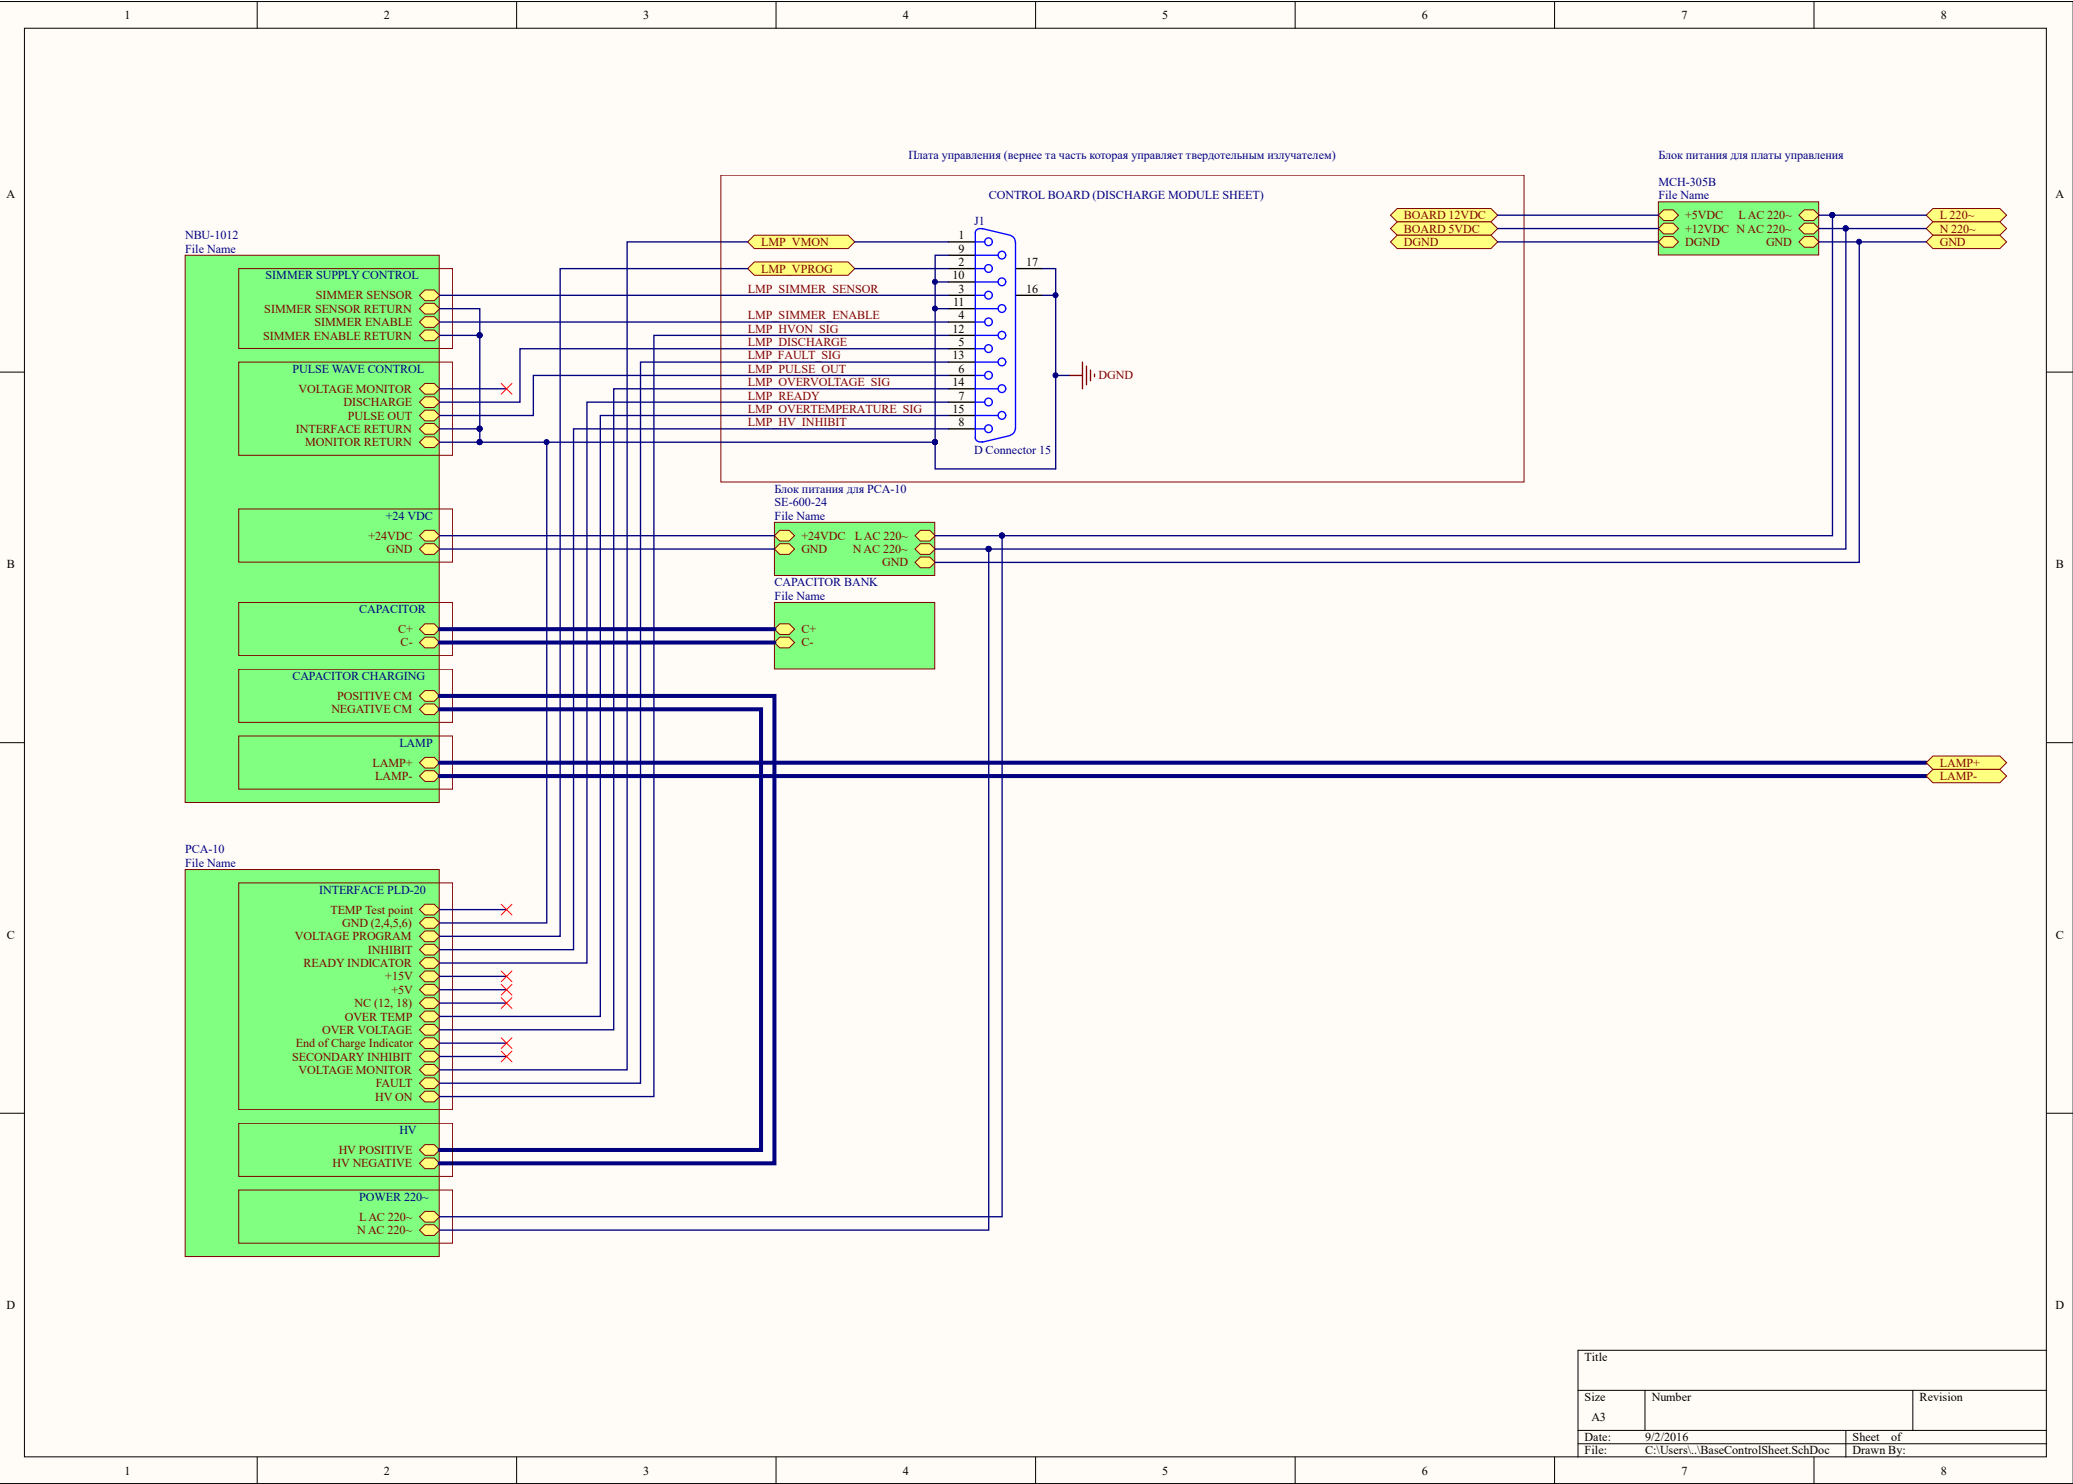 1 2 3 4 5 6 7 8
A
B
C
D
A
B
C
D
Плата управления (вернее та часть которая управляет твердотельным излучателем)
CONTROL BOARD (DISCHARGE MODULE SHEET)
J1
LMP_VMON
LMP_VPROG
LMP_SIMMER_SENSOR
LMP_SIMMER_ENABLE
LMP_HVON_SIG
LMP_DISCHARGE
LMP_FAULT_SIG
LMP_PULSE_OUT
LMP_OVERVOLTAGE_SIG
LMP_READY
LMP_OVERTEMPERATURE_SIG
LMP_HV_INHIBIT
1
9
2
10
3
11
4
12
5
13
6
14
7
15
8
17
16
DGND
D Connector 15
BOARD 12VDC
BOARD 5VDC
DGND
Блок питания для платы управления
MCH-305B
File Name
+5VDC L AC 220~
+12VDC N AC 220~
DGND GND
L 220~
N 220~
GND
NBU-1012
File Name
SIMMER SUPPLY CONTROL
SIMMER SENSOR
SIMMER SENSOR RETURN
SIMMER ENABLE
SIMMER ENABLE RETURN
PULSE WAVE CONTROL
VOLTAGE MONITOR
DISCHARGE
PULSE OUT
INTERFACE RETURN
MONITOR RETURN
+24 VDC
+24VDC
GND
CAPACITOR
C+
C-
CAPACITOR CHARGING
POSITIVE CM
NEGATIVE CM
LAMP
LAMP+
LAMP-
Блок питания для PCA-10
SE-600-24
File Name
+24VDC L AC 220~
GND N AC 220~
GND
CAPACITOR BANK
File Name
C+
C-
LAMP+
LAMP-
PCA-10
File Name
INTERFACE PLD-20
TEMP Test point
GND (2,4,5,6)
VOLTAGE PROGRAM
INHIBIT
READY INDICATOR
+15V
+5V
NC (12, 18)
OVER TEMP
OVER VOLTAGE
End of Charge Indicator
SECONDARY INHIBIT
VOLTAGE MONITOR
FAULT
HV ON
HV
HV POSITIVE
HV NEGATIVE
POWER 220~
L AC 220~
N AC 220~
Title
Size Number Revision
A3
Date: 9/2/2016 Sheet of
File: C:\Users\..\BaseControlSheet.SchDoc Drawn By:
1 2 3 4 5 6 7 8